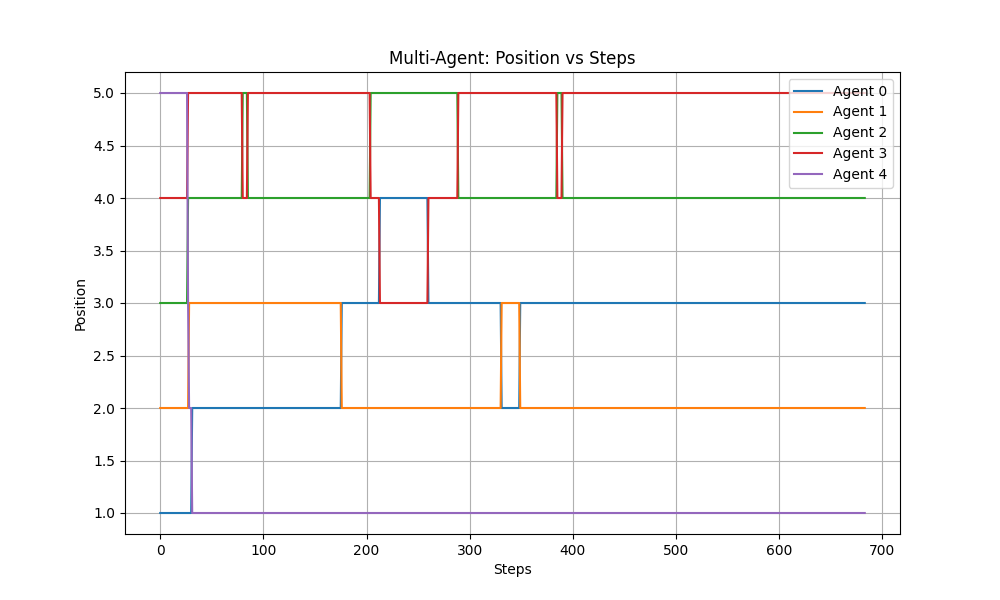 Multi-Agent: Position vs Steps
5.0
4.5
4.0
3.5
3.0
2.5
2.0
1.5
1.0
Position
Agent 0
Agent 1
Agent 2
Agent 3
Agent 4
0 100 200 300 400 500 600 700
Steps